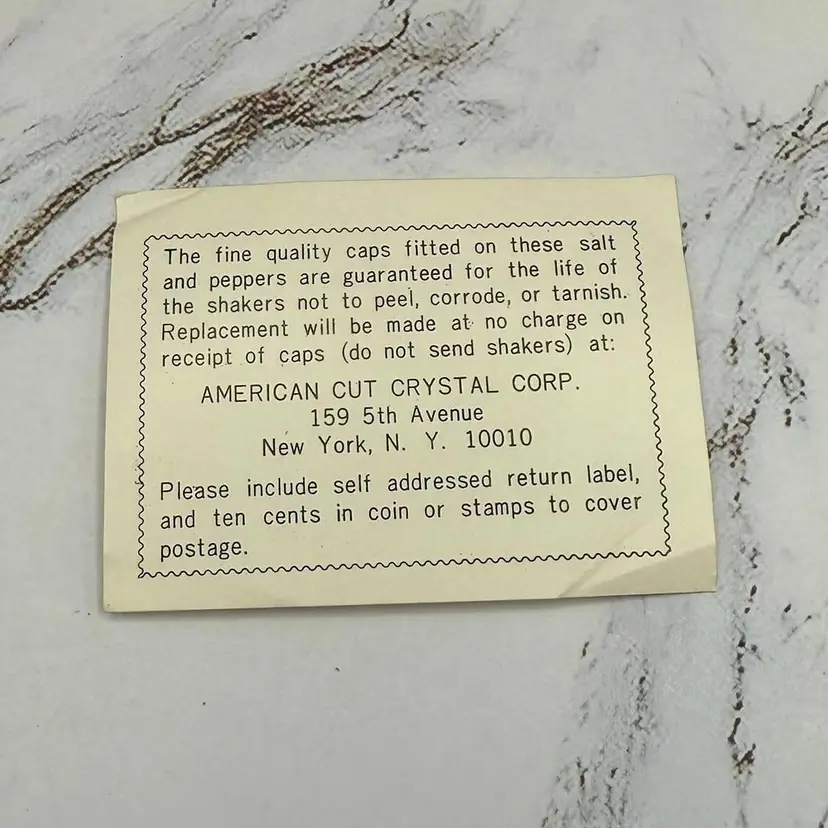 The fine quality caps fitted on these salt
and peppers are guaranteed for the life of
the shakers not to peel, corrode, or tarnish.
Replacement will be made at no charge on
receipt of caps (do not send shakers) at:
AMERICAN CUT CRYSTAL CORP.
159 5th Avenue
New York, N. Y. 10010
Please include self addressed return label,
and ten cents in coin or stamps to cover
postage.